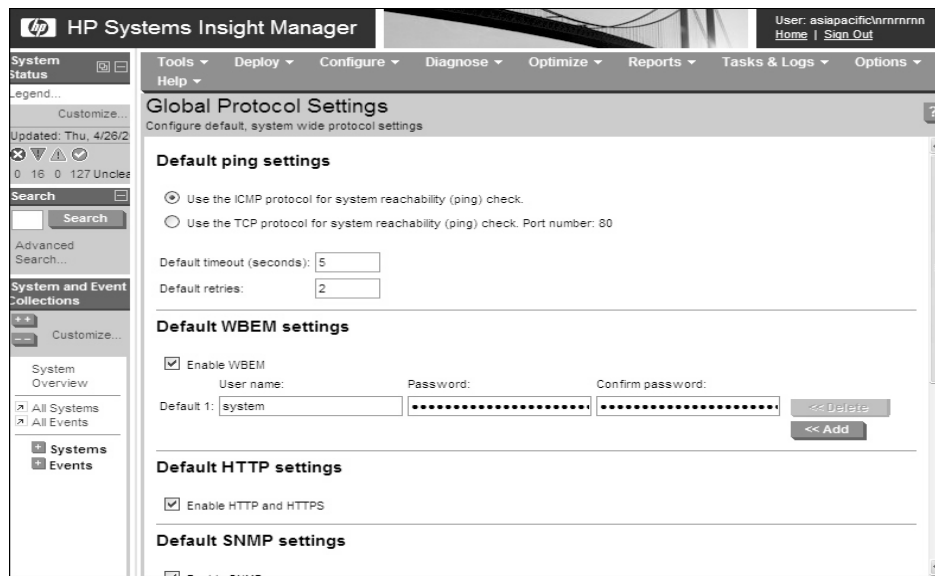 hp HP Systems Insight Manager
User: asiapacific\nrnrnrnn
Home | Sign Out
System Status
Legend...
Customize...
Updated: Thu, 4/26/2
0 16 0 127 Unclea
Search
Search
Advanced Search...
System and Event Collections
++
--
Customize...
System Overview
All Systems
All Events
Systems
Events
Tools Deploy Configure Diagnose Optimize Reports Tasks & Logs Options
Help
Global Protocol Settings
?
Configure default, system wide protocol settings
Default ping settings
Use the ICMP protocol for system reachability (ping) check.
Use the TCP protocol for system reachability (ping) check. Port number: 80
Default timeout (seconds): 5
Default retries: 2
Default WBEM settings
Enable WBEM
User name: Password: Confirm password:
Default 1: system
<< Delete
<< Add
Default HTTP settings
Enable HTTP and HTTPS
Default SNMP settings